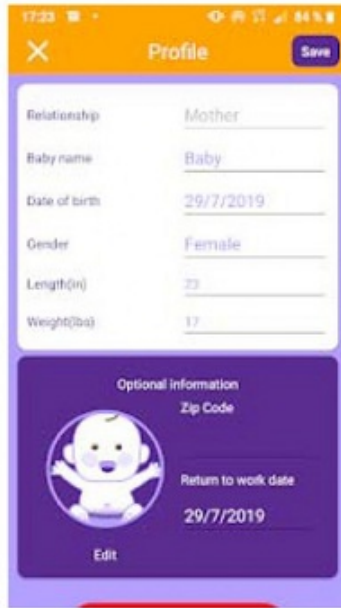 17:23 84%
Profile Save
Relationship Mother
Baby name Baby
Date of birth 29/7/2019
Gender Female
Length(in) 23
Weight(lbs) 17
Optional information
Zip Code
Return to work date
29/7/2019
Edit